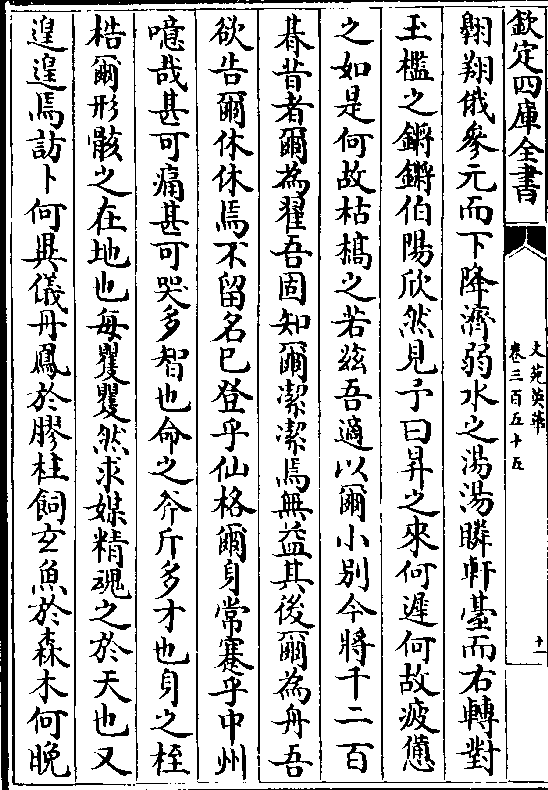 欽定四庫全書
文苑英華
卷三百五十五
十一
翺翔俄參元而下降濟弱水之湯湯瞵軒臺而右轉對
玉檻之鏘鏘伯陽欣然見予曰昇之來何遲何故疲憊
之如是何故枯槁之若兹吾適以爾小别今將千二百
朞昔者爾為翟吾固知爾潔潔焉無益其後爾為舟吾
欲告爾休休焉不留名已登乎仙格爾身常蹇乎中州
噫哉甚可痛甚可哭多智也命之斧斤多才也身之桎
梏爾形骸之在地也每矍矍然求媒精魂之於天也又
遑遑焉訪卜何異儀丹鳳於膠柱飼玄魚於森木何晚